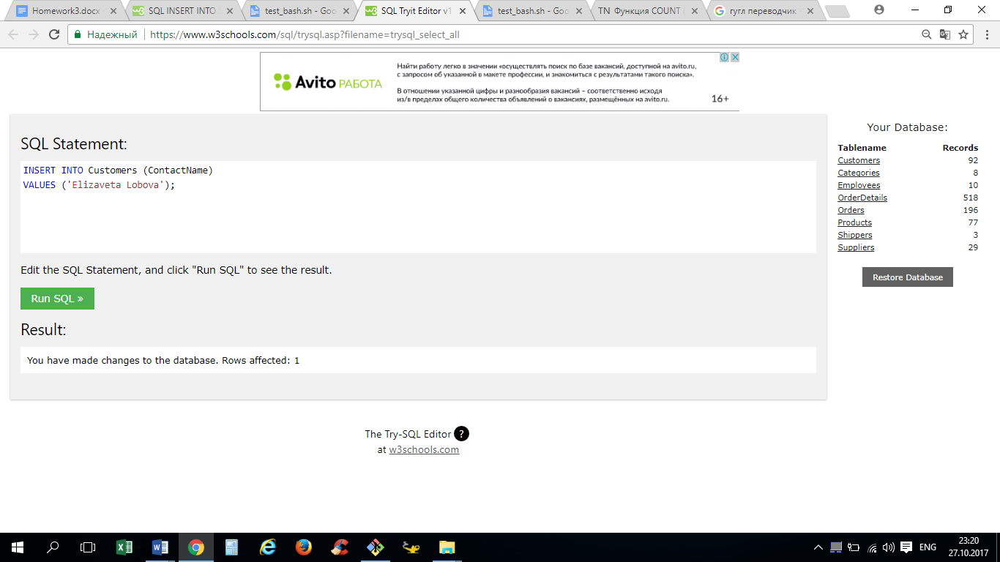 Homework3.docx
SQL INSERT INTO
test_bash.sh - Goo
SQL Tryit Editor v1
test_bash.sh - Goo
TN Функция COUNT
гугл переводчик
Надежный https://www.w3schools.com/sql/trysql.asp?filename=trysql_select_all
Avito РАБОТА
Найти работу легко в значении «осуществлять поиск по базе вакансий, доступной на avito.ru,
с запросом об указанной в макете профессии, и знакомиться с результатами такого поиска».
В отношении указанной цифры и разнообразия вакансий – соответственно исходя
из/в пределах общего количества объявлений о вакансиях, размещённых на avito.ru.
16+
SQL Statement:
INSERT INTO Customers (ContactName)
VALUES ('Elizaveta Lobova');
Edit the SQL Statement, and click "Run SQL" to see the result.
Run SQL »
Result:
You have made changes to the database. Rows affected: 1
The Try-SQL Editor ?
at w3schools.com
Your Database:
Tablename Records
Customers 92
Categories 8
Employees 10
OrderDetails 518
Orders 196
Products 77
Shippers 3
Suppliers 29
Restore Database
ENG
23:20
27.10.2017